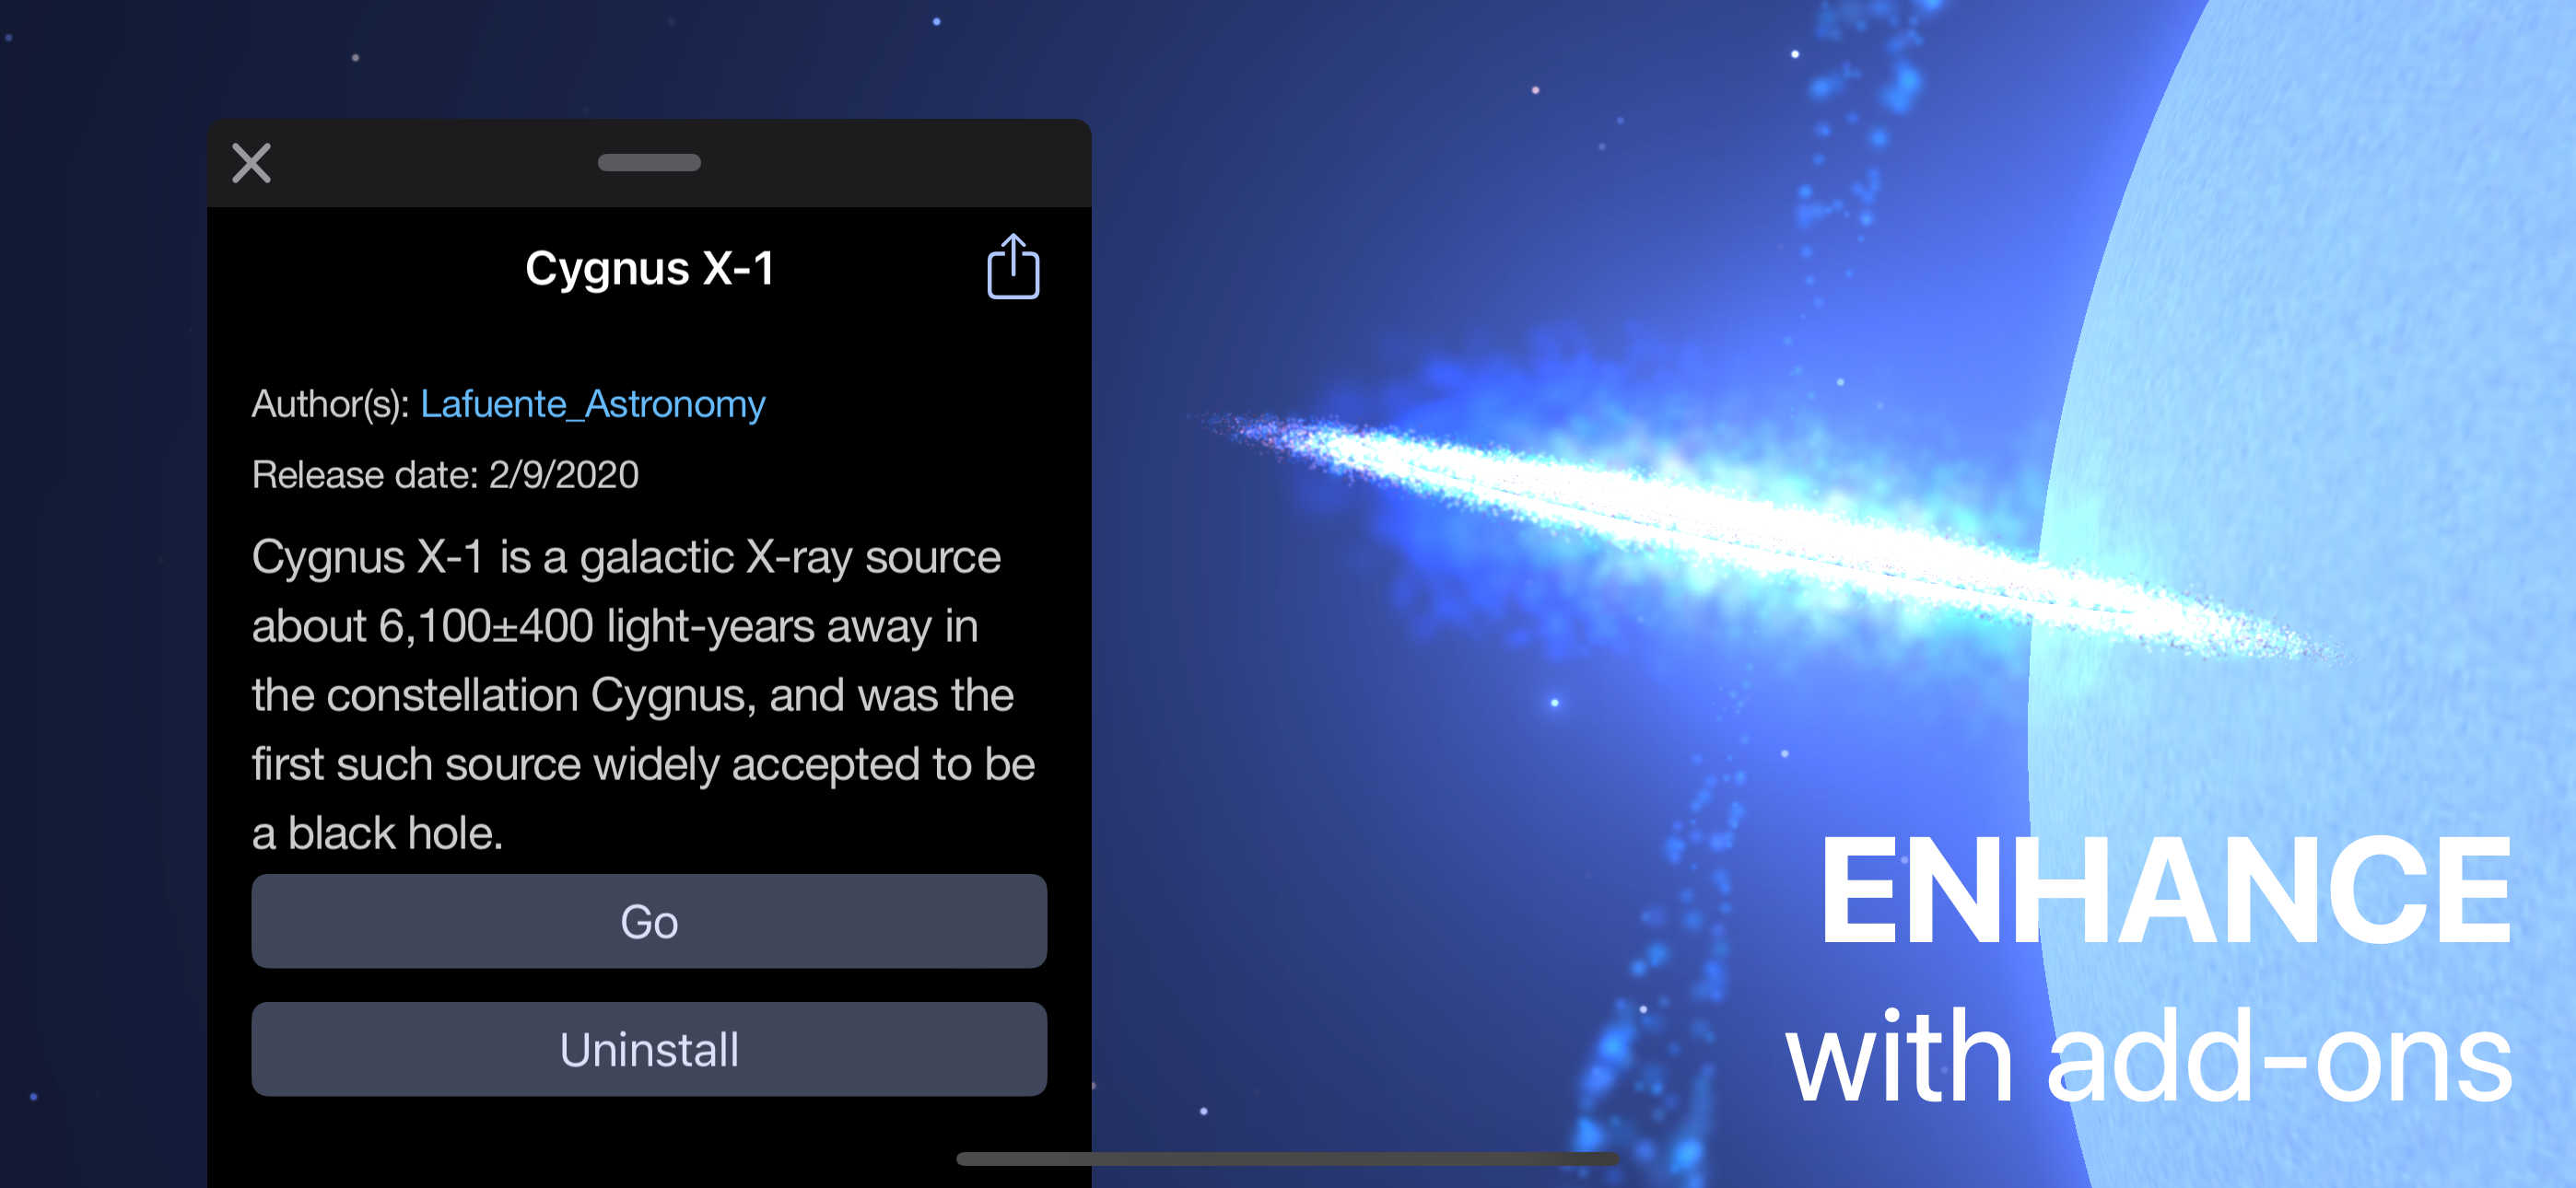 Cygnus X-1
Author(s): Lafuente_Astronomy
Release date: 2/9/2020
Cygnus X-1 is a galactic X-ray source
about 6,100±400 light-years away in
the constellation Cygnus, and was the
first such source widely accepted to be
a black hole.
Go
Uninstall
ENHANCE
with add-ons